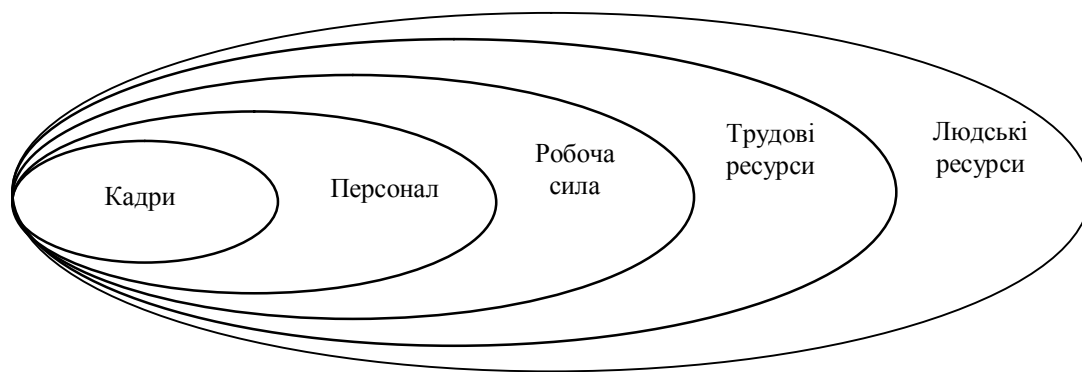 Кадри
Персонал
Робоча
сила
Трудові
ресурси
Людські
ресурси